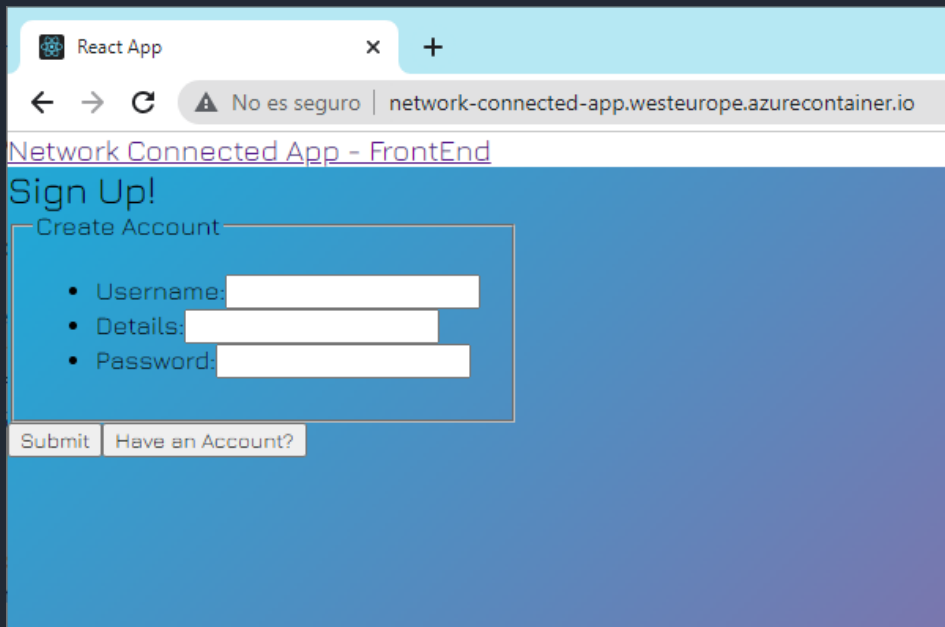 React App
No es seguro network-connected-app.westeurope.azurecontainer.io
Network Connected App - FrontEnd
Sign Up!
Create Account
Username:
Details:
Password:
Submit Have an Account?